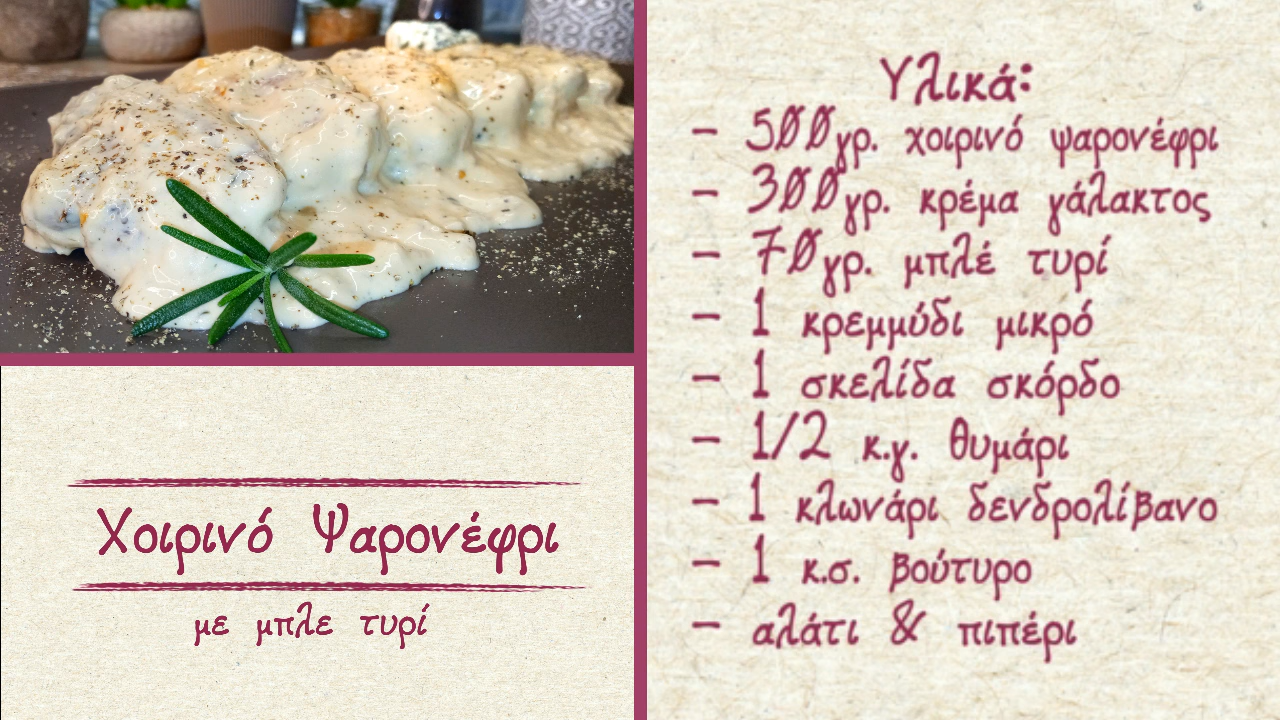 Χοιρινό Ψαρονέφρι
με μπλε τυρί
Υλικά:
- 500γρ. χοιρινό ψαρονέφρι
- 300γρ. κρέμα γάλακτος
- 70γρ. μπλέ τυρί
- 1 κρεμμύδι μικρό
- 1 σκελίδα σκόρδο
- 1/2 κ.γ. θυμάρι
- 1 κλωνάρι δενδρολίβανο
- 1 κ.σ. βούτυρο
- αλάτι & πιπέρι